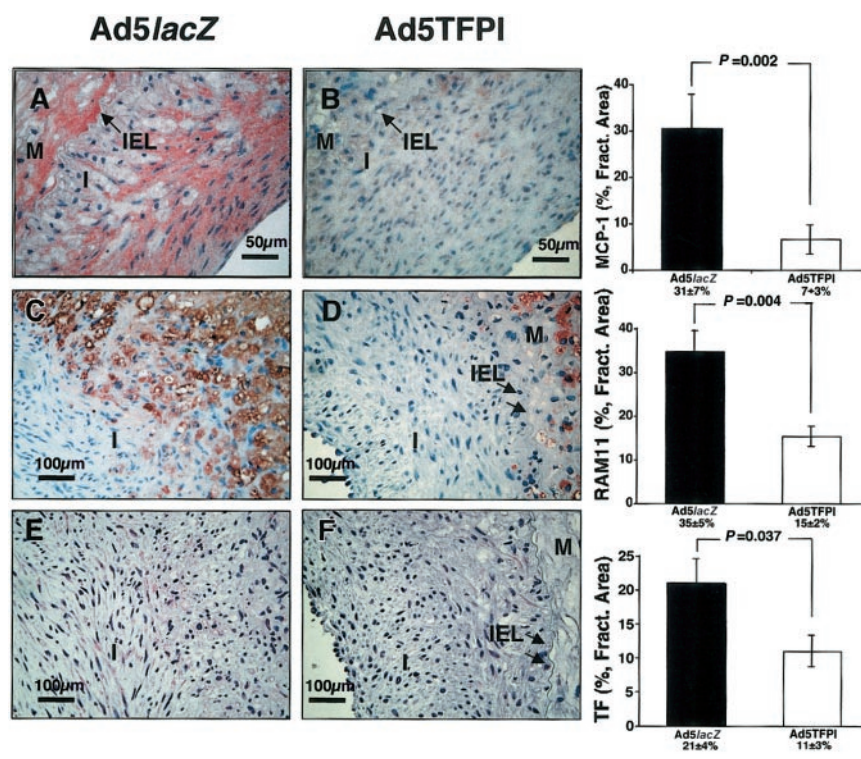 Ad5lacZ Ad5TFPI
A
IEL
M
I
50µm
B
IEL
M
I
50µm
P =0.002
MCP-1 (%, Fract. Area)
40
30
20
10
0
Ad5lacZ Ad5TFPI
31±7% 7+3%
C
I
100µm
D
M
IEL
I
100µm
P =0.004
RAM11 (%, Fract. Area)
40
30
20
10
0
Ad5lacZ Ad5TFPI
35±5% 15±2%
E
I
100µm
F
M
IEL
I
100µm
P =0.037
TF (%, Fract. Area)
25
20
15
10
5
0
Ad5lacZ Ad5TFPI
21±4% 11±3%